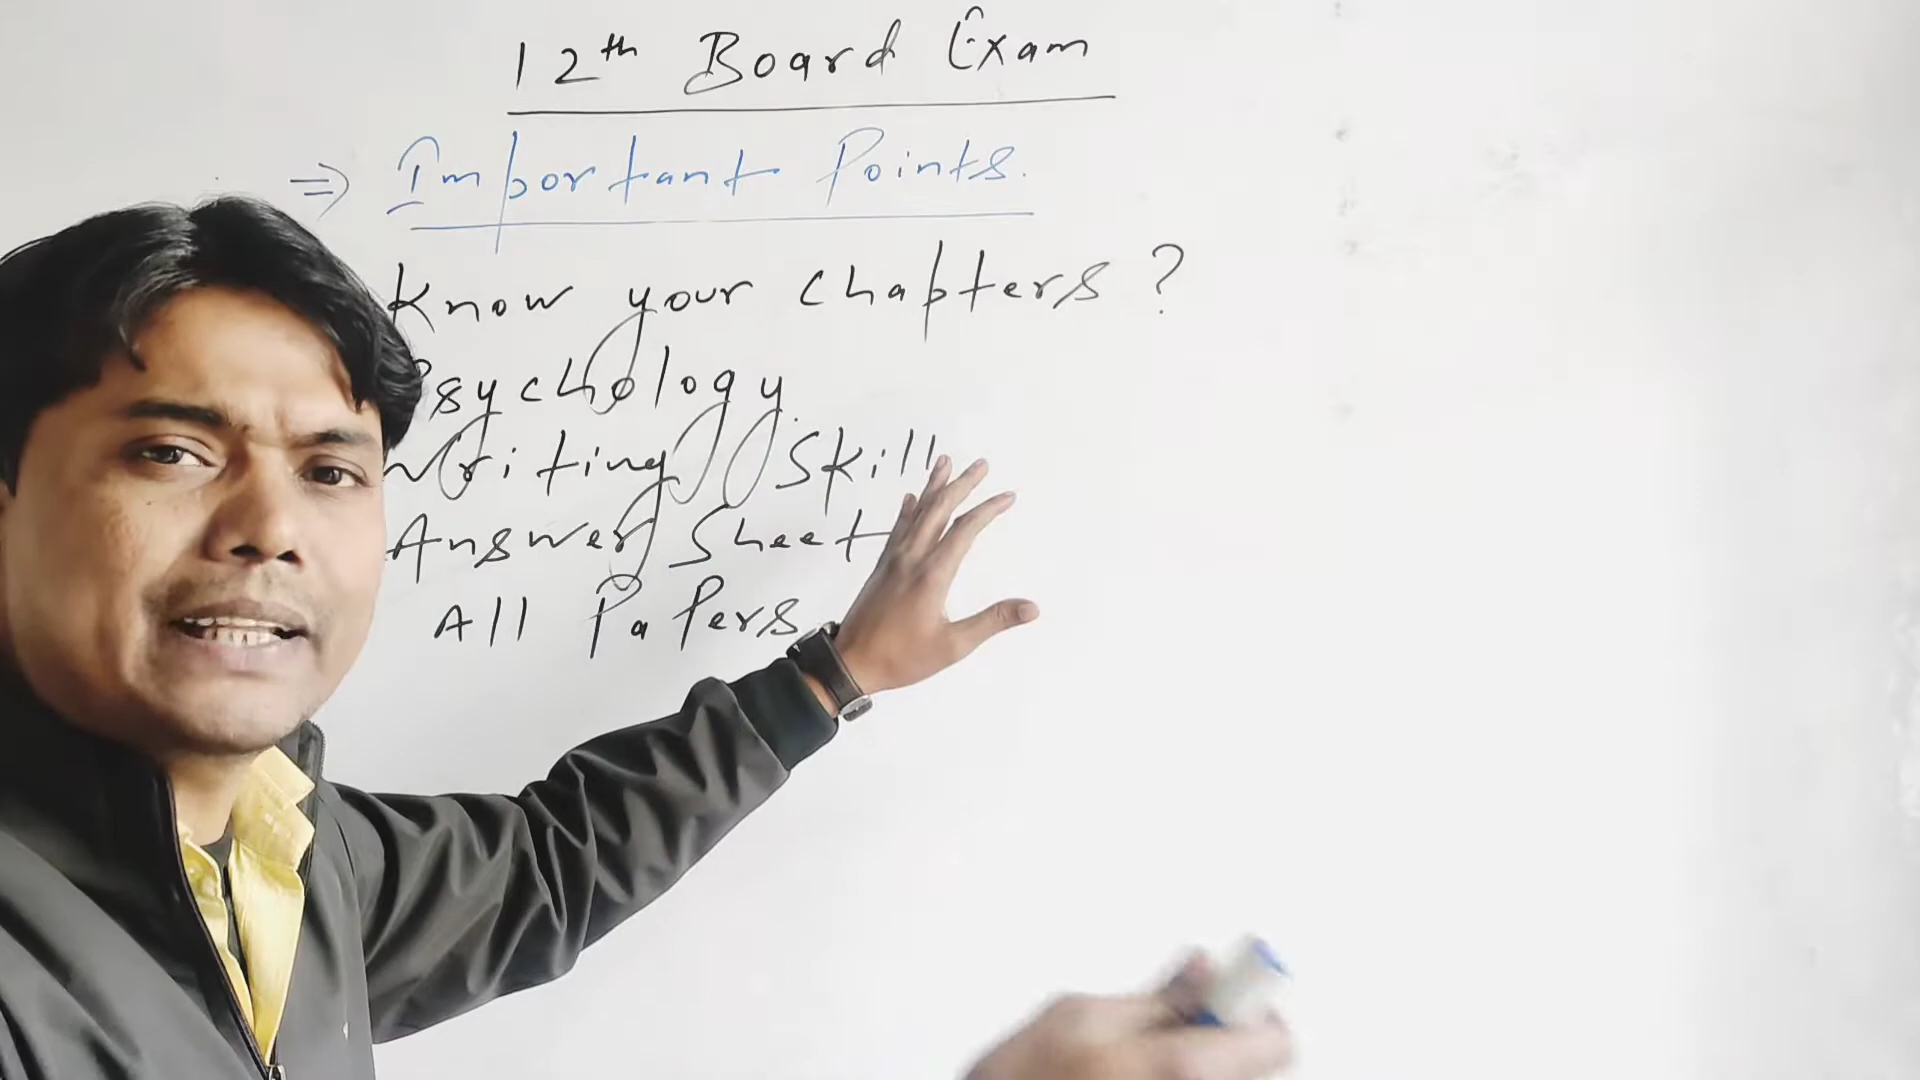 12th Board Exam
⇒ Important Points.
Know your chapters ?
Psychology
Writing Skill
Answer Sheet
All Papers